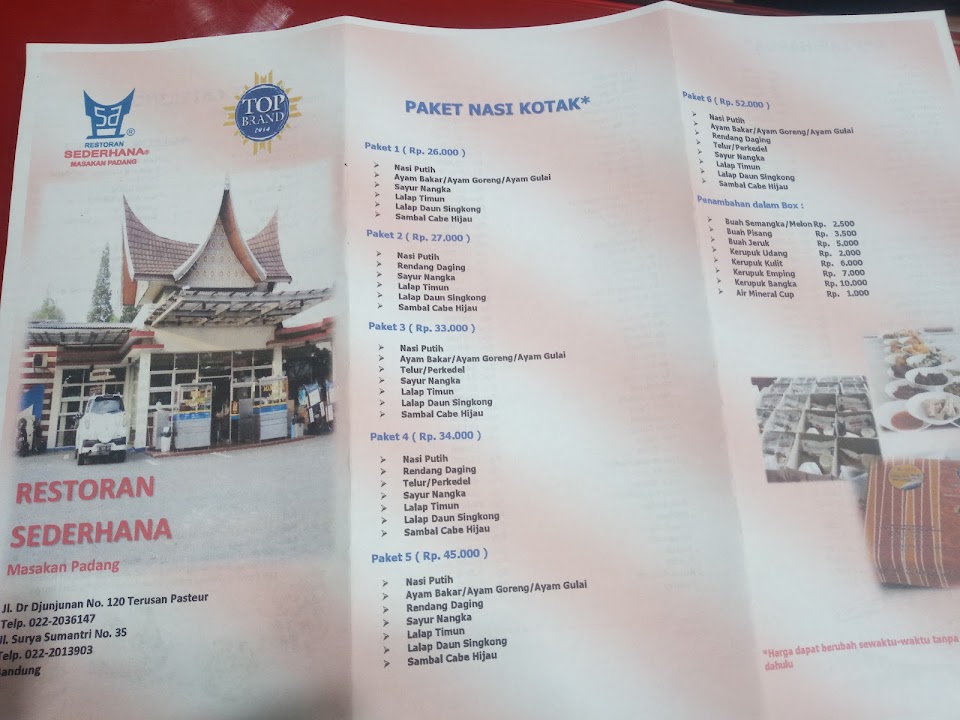 SD®
RESTORAN
SEDERHANA®
MASAKAN PADANG
TOP
BRAND
2014
RESTORAN
SEDERHANA
Masakan Padang
Jl. Dr Djunjunan No. 120 Terusan Pasteur
Telp. 022-2036147
Jl. Surya Sumantri No. 35
Telp. 022-2013903
Bandung
PAKET NASI KOTAK*
Paket 1 ( Rp. 26.000 )
Nasi Putih
Ayam Bakar/Ayam Goreng/Ayam Gulai
Sayur Nangka
Lalap Timun
Lalap Daun Singkong
Sambal Cabe Hijau
Paket 2 ( Rp. 27.000 )
Nasi Putih
Rendang Daging
Sayur Nangka
Lalap Timun
Lalap Daun Singkong
Sambal Cabe Hijau
Paket 3 ( Rp. 33.000 )
Nasi Putih
Ayam Bakar/Ayam Goreng/Ayam Gulai
Telur/Perkedel
Sayur Nangka
Lalap Timun
Lalap Daun Singkong
Sambal Cabe Hijau
Paket 4 ( Rp. 34.000 )
Nasi Putih
Rendang Daging
Telur/Perkedel
Sayur Nangka
Lalap Timun
Lalap Daun Singkong
Sambal Cabe Hijau
Paket 5 ( Rp. 45.000 )
Nasi Putih
Ayam Bakar/Ayam Goreng/Ayam Gulai
Rendang Daging
Sayur Nangka
Lalap Timun
Lalap Daun Singkong
Sambal Cabe Hijau
Paket 6 ( Rp. 52.000 )
Nasi Putih
Ayam Bakar/Ayam Goreng/Ayam Gulai
Rendang Daging
Telur/Perkedel
Sayur Nangka
Lalap Timun
Lalap Daun Singkong
Sambal Cabe Hijau
Penambahan dalam Box :
Buah Semangka/Melon Rp. 2.500
Buah Pisang Rp. 3.500
Buah Jeruk Rp. 5.000
Kerupuk Udang Rp. 2.000
Kerupuk Kulit Rp. 6.000
Kerupuk Emping Rp. 7.000
Kerupuk Bangka Rp. 10.000
Air Mineral Cup Rp. 1.000
*Harga dapat berubah sewaktu-waktu tanpa
dahulu